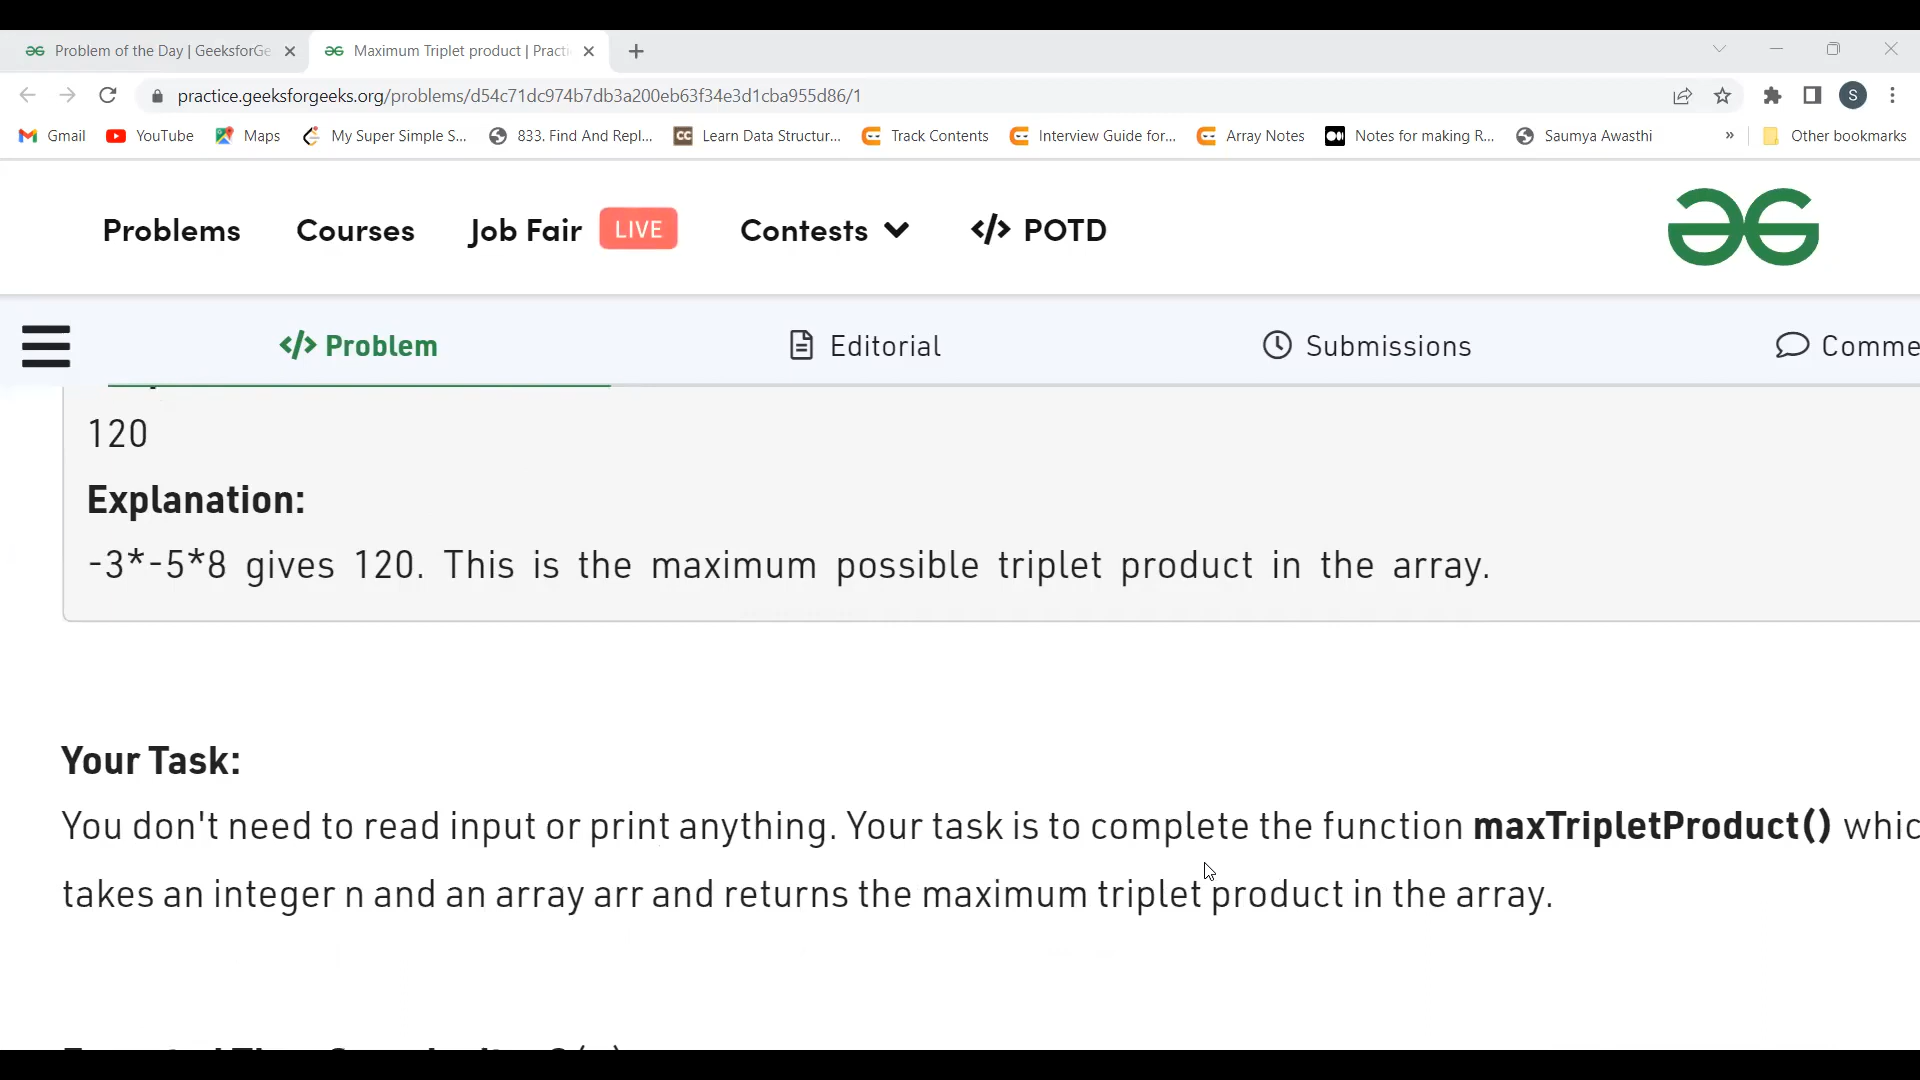 Problem of the Day | GeeksforGe
Maximum Triplet product | Practi
practice.geeksforgeeks.org/problems/d54c71dc974b7db3a200eb63f34e3d1cba955d86/1
S
Gmail YouTube Maps My Super Simple S... 833. Find And Repl... Learn Data Structur... Track Contents Interview Guide for... Array Notes Notes for making R... Saumya Awasthi » Other bookmarks
Problems Courses Job Fair LIVE Contests </> POTD
</> Problem Editorial Submissions Comme
120
Explanation:
-3*-5*8 gives 120. This is the maximum possible triplet product in the array.
Your Task:
You don't need to read input or print anything. Your task is to complete the function maxTripletProduct() whic
takes an integer n and an array arr and returns the maximum triplet product in the array.